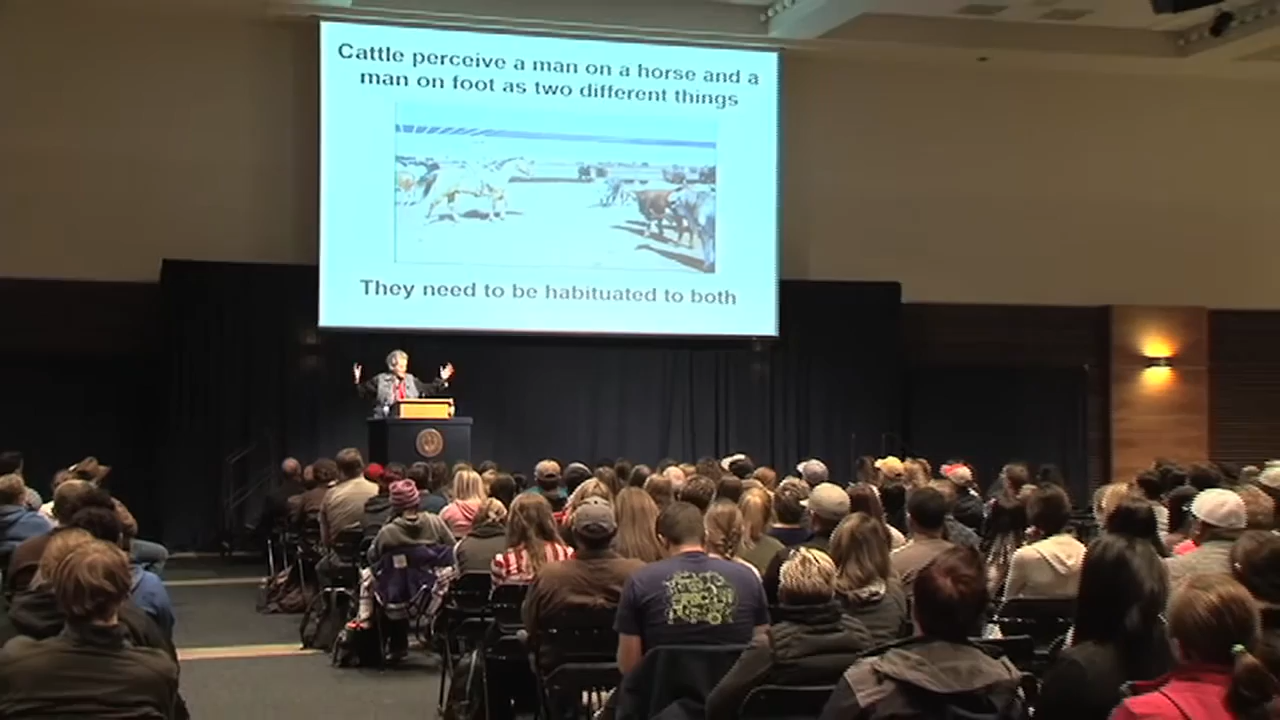 Cattle perceive a man on a horse and a
man on foot as two different things
They need to be habituated to both